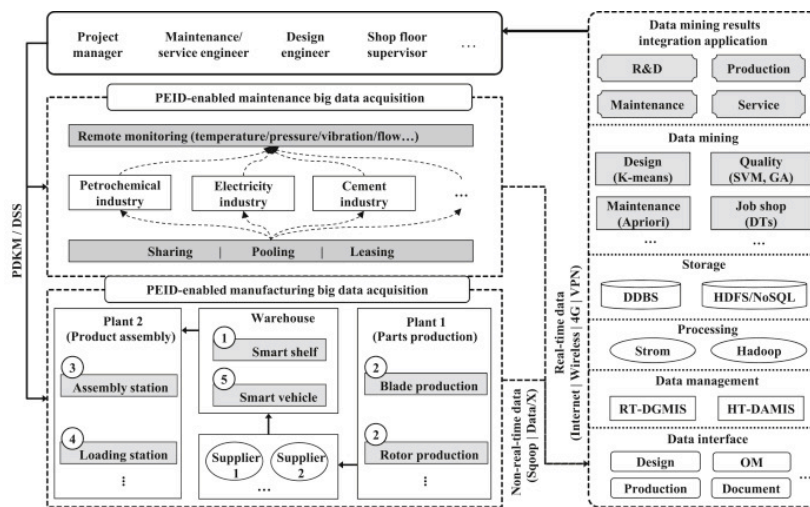 Project
manager
Maintenance/
service engineer
Design
engineer
Shop floor
supervisor
...
PEID-enabled maintenance big data acquisition
Remote monitoring (temperature/pressure/vibration/flow...)
Petrochemical
industry
Electricity
industry
Cement
industry
...
Sharing | Pooling | Leasing
PDKM / DSS
PEID-enabled manufacturing big data acquisition
Plant 2
(Product assembly)
3
Assembly station
4
Loading station
⋮
Warehouse
1
Smart shelf
5
Smart vehicle
Supplier
1
Supplier
2
...
Plant 1
(Parts production)
2
Blade production
2
Rotor production
⋮
Non-real-time data
(Sqoop | Data/X)
Real-time data
(Internet | Wireless | 4G | VPN)
Data mining results
integration application
R&D
Production
Maintenance
Service
Data mining
Design
(K-means)
Quality
(SVM, GA)
Maintenance
(Apriori)
Job shop
(DTs)
...
...
Storage
DDBS
HDFS/NoSQL
Processing
Strom
Hadoop
Data management
RT-DGMIS
HT-DAMIS
Data interface
Design
OM
Production
Document
...